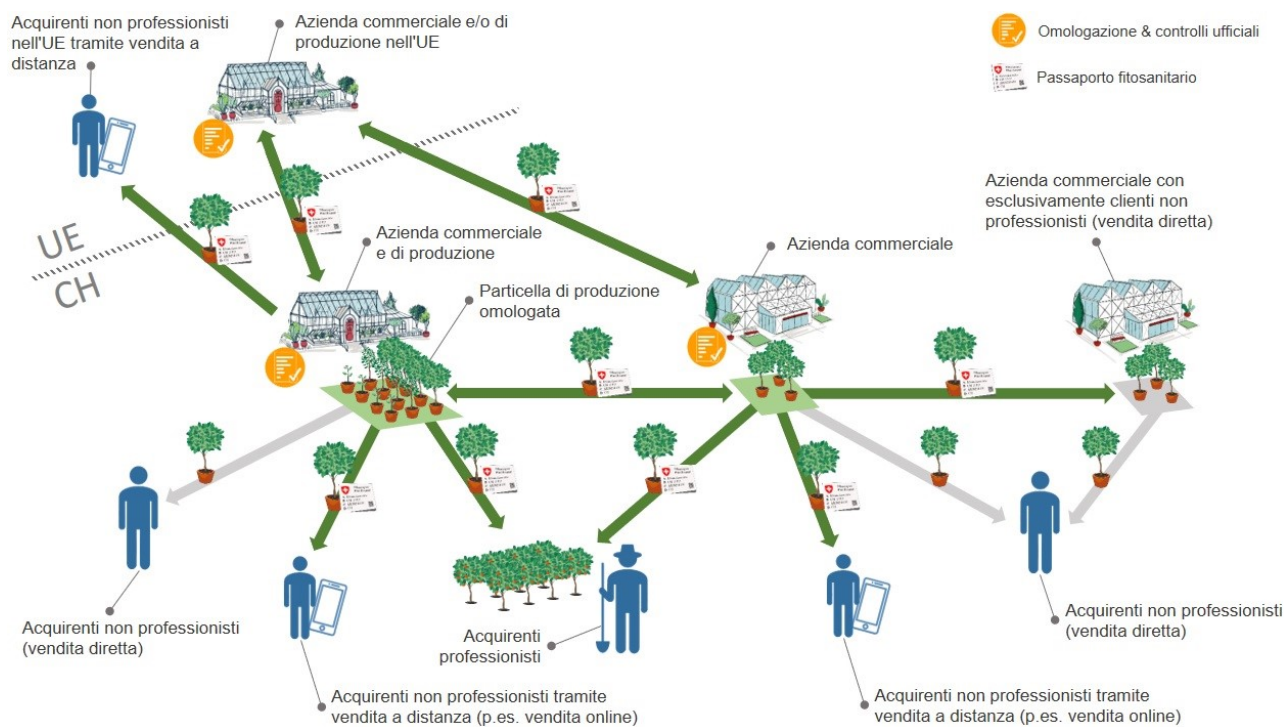 Acquirenti non professionisti
nell'UE tramite vendita a
distanza
Azienda commerciale e/o di
produzione nell'UE
Omologazione & controlli ufficiali
Passaporto fitosanitario
UE
CH
Azienda commerciale
e di produzione
Particella di produzione
omologata
Azienda commerciale
Azienda commerciale con
esclusivamente clienti non
professionisti (vendita diretta)
Acquirenti non professionisti
(vendita diretta)
Acquirenti non professionisti tramite
vendita a distanza (p.es. vendita online)
Acquirenti
professionisti
Acquirenti non professionisti tramite
vendita a distanza (p.es. vendita online)
Acquirenti non professionisti
(vendita diretta)